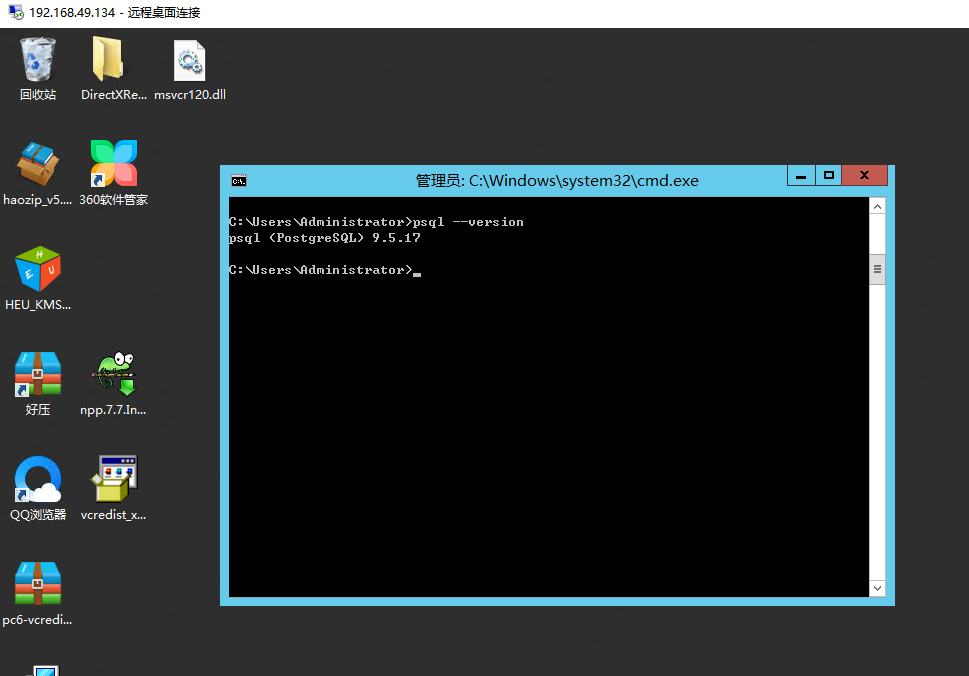 192.168.49.134 - 远程桌面连接
回收站
DirectXRe...
msvcr120.dll
haozip_v5....
360软件管家
管理员: C:\Windows\system32\cmd.exe
C:\Users\Administrator>psql --version
psql (PostgreSQL) 9.5.17
C:\Users\Administrator>
HEU_KMS...
好压
npp.7.7.In...
QQ浏览器
vcredist_x...
pc6-vcredi...